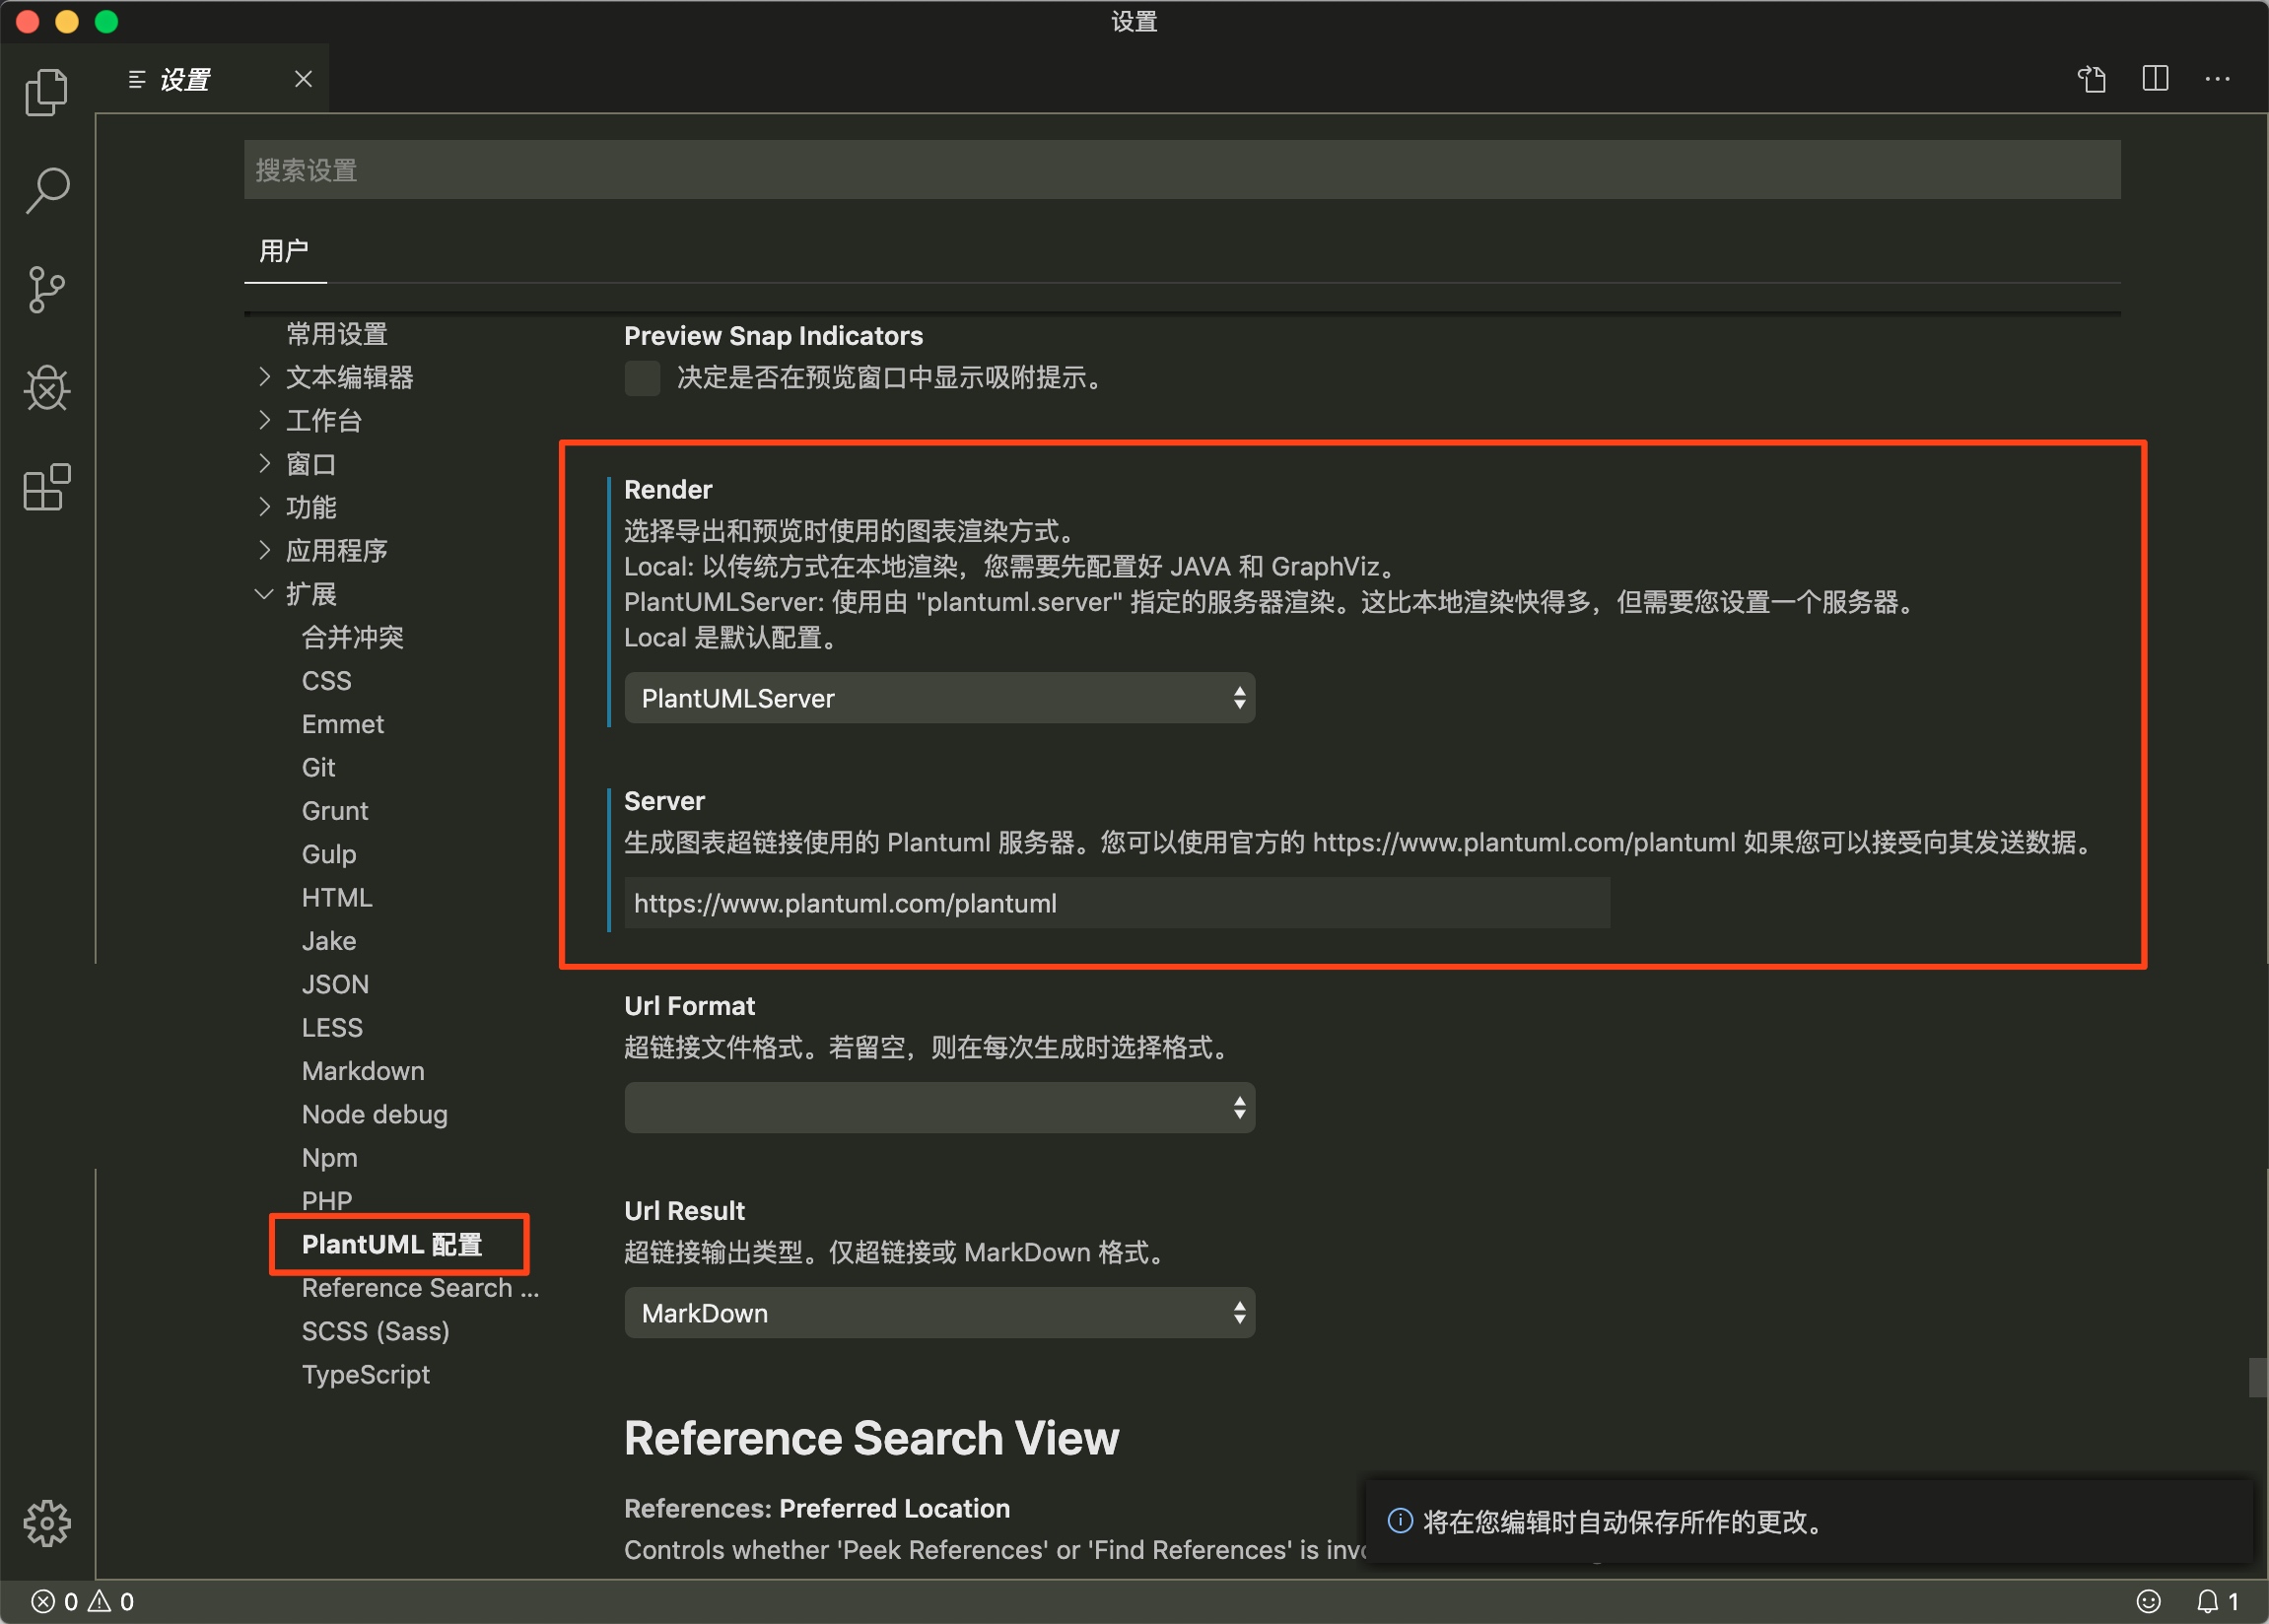 设置
设置
搜索设置
用户
常用设置
文本编辑器
工作台
窗口
功能
应用程序
扩展
合并冲突
CSS
Emmet
Git
Grunt
Gulp
HTML
Jake
JSON
LESS
Markdown
Node debug
Npm
PHP
PlantUML 配置
Reference Search ...
SCSS (Sass)
TypeScript
Preview Snap Indicators
决定是否在预览窗口中显示吸附提示。
Render
选择导出和预览时使用的图表渲染方式。
Local: 以传统方式在本地渲染，您需要先配置好 JAVA 和 GraphViz。
PlantUMLServer: 使用由 "plantuml.server" 指定的服务器渲染。这比本地渲染快得多，但需要您设置一个服务器。
Local 是默认配置。
PlantUMLServer
Server
生成图表超链接使用的 Plantuml 服务器。您可以使用官方的 https://www.plantuml.com/plantuml 如果您可以接受向其发送数据。
https://www.plantuml.com/plantuml
Url Format
超链接文件格式。若留空，则在每次生成时选择格式。
Url Result
超链接输出类型。仅超链接或 MarkDown 格式。
MarkDown
Reference Search View
References: Preferred Location
Controls whether 'Peek References' or 'Find References' is
将在您编辑时自动保存所作的更改。
0 0
1